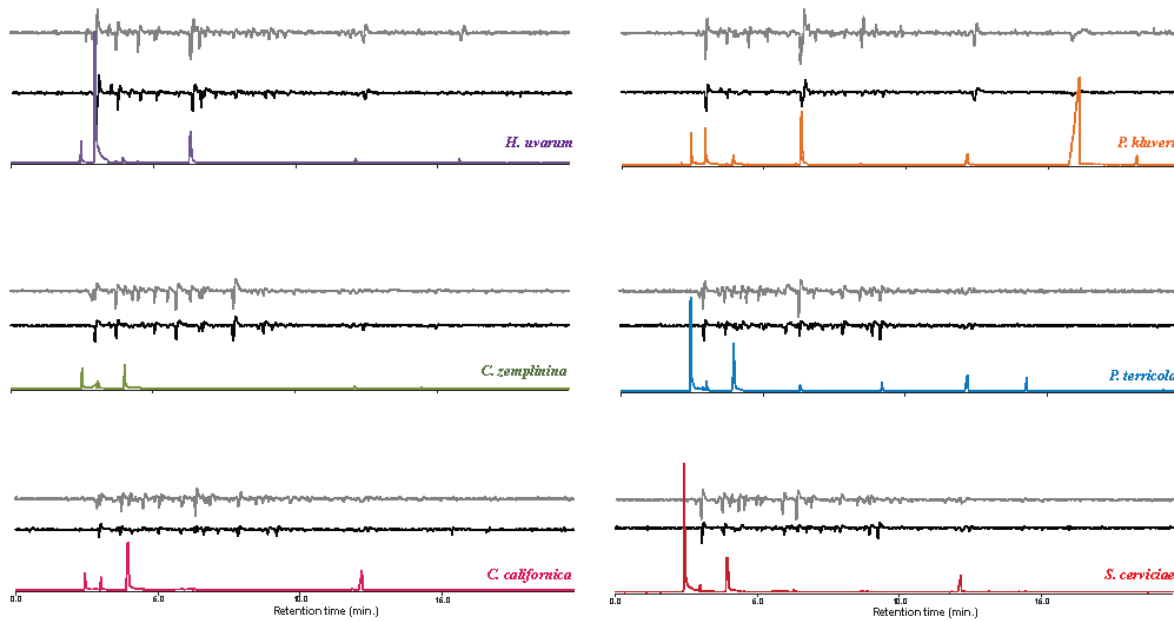 H. uvarum
P. kluveri
C. zemplinina
P. terricola
C. californica
S. cerviciae
0.0 6.0 10.0 16.0
Retention time (min.)
0.0 6.0 10.0 16.0
Retention time (min.)